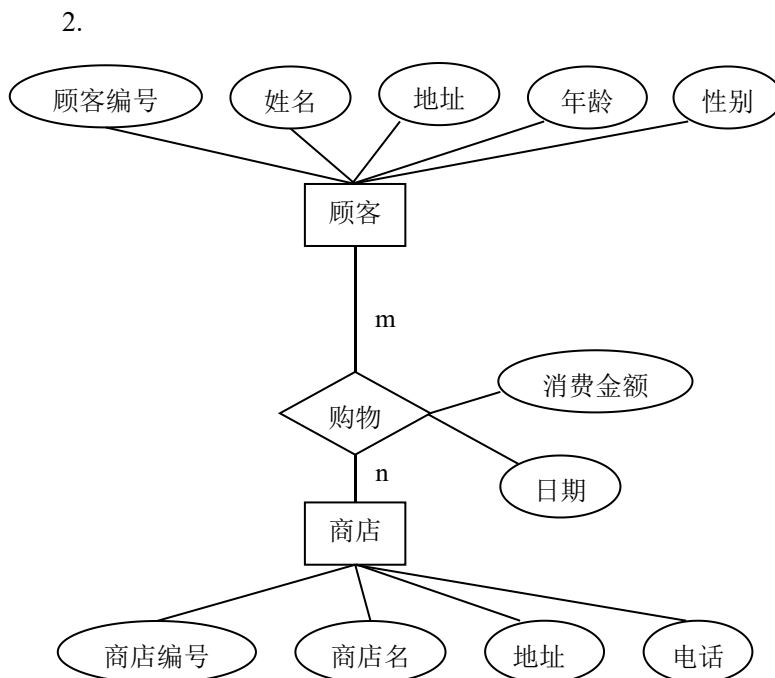 2.
顾客编号 姓名 地址 年龄 性别
顾客
m
消费金额
购物
n
日期
商店
商店编号 商店名 地址 电话